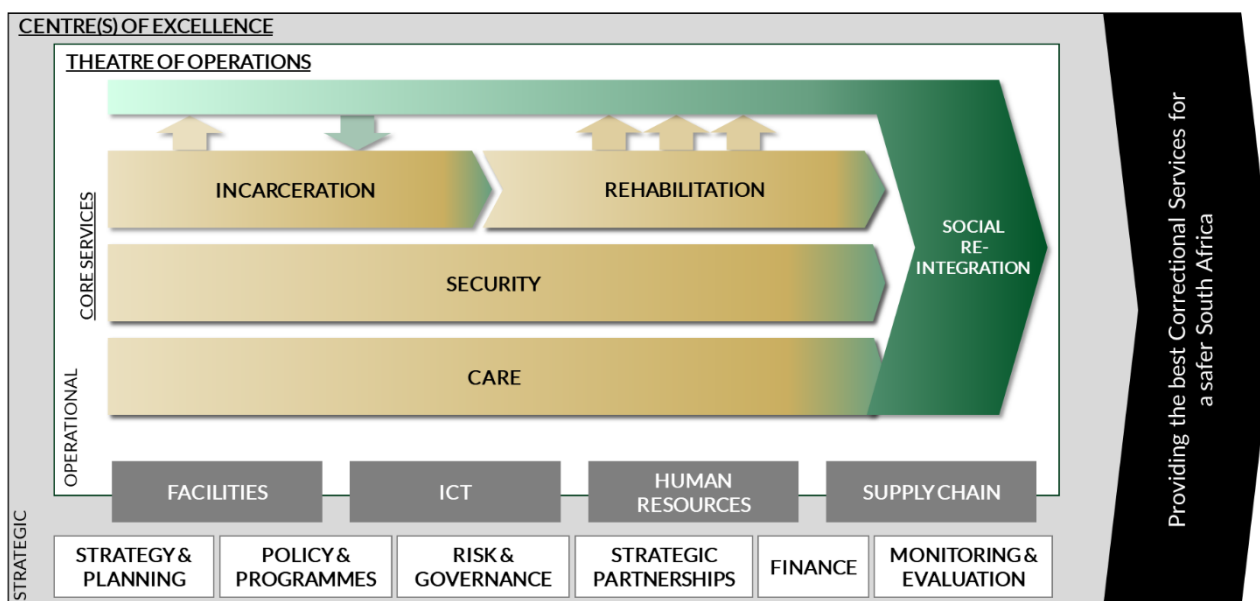 CENTRE(S) OF EXCELLENCE
THEATRE OF OPERATIONS
INCARCERATION
REHABILITATION
SECURITY
CARE
SOCIAL
RE-
INTEGRATION
CORE SERVICES
OPERATIONAL
STRATEGIC
FACILITIES
ICT
HUMAN
RESOURCES
SUPPLY CHAIN
STRATEGY &
PLANNING
POLICY &
PROGRAMMES
RISK &
GOVERNANCE
STRATEGIC
PARTNERSHIPS
FINANCE
MONITORING &
EVALUATION
Providing the best Correctional Services for
a safer South Africa